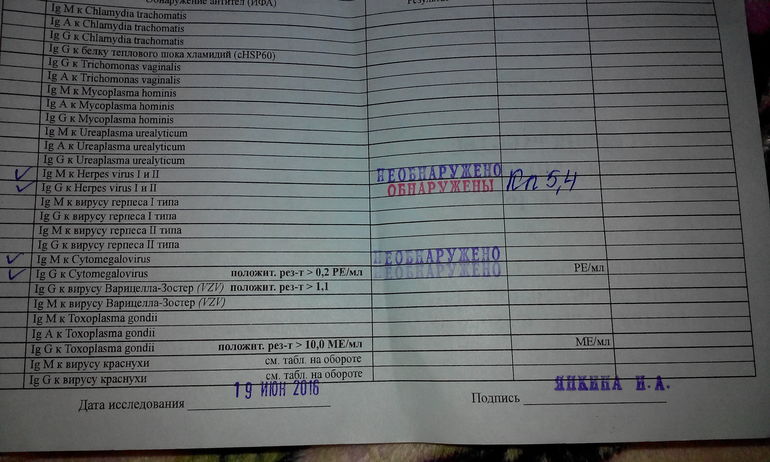 Обнаружение антител (ИФА) Результат
Ig M к Chlamydia trachomatis
Ig A к Chlamydia trachomatis
Ig G к Chlamydia trachomatis
Ig G к белку теплового шока хламидий (cHSP60)
Ig G к Trichomonas vaginalis
Ig A к Trichomonas vaginalis
Ig M к Mycoplasma hominis
Ig A к Mycoplasma hominis
Ig G к Mycoplasma hominis
Ig M к Ureaplasma urealyticum
Ig A к Ureaplasma urealyticum
Ig G к Ureaplasma urealyticum
Ig M к Herpes virus I и II НЕОБНАРУЖЕНО
Ig G к Herpes virus I и II ОБНАРУЖЕНЫ Кп 5,4
Ig M к вирусу герпеса I типа
Ig G к вирусу герпеса I типа
Ig M к вирусу герпеса II типа
Ig G к вирусу герпеса II типа
Ig M к Cytomegalovirus НЕОБНАРУЖЕНО
Ig G к Cytomegalovirus положит. рез-т > 0,2 РЕ/мл НЕОБНАРУЖЕНО РЕ/мл
Ig G к вирусу Варицелла-Зостер (VZV) положит. рез-т > 1,1
Ig M к вирусу Варицелла-Зостер (VZV)
Ig M к Toxoplasma gondii
Ig A к Toxoplasma gondii
Ig G к Toxoplasma gondii положит. рез-т > 10,0 МЕ/мл МЕ/мл
Ig M к вирусу краснухи см. табл. на обороте
Ig G к вирусу краснухи см. табл. на обороте
Дата исследования 19 ИЮН 2016 Подпись ЯНКИНА И.А.